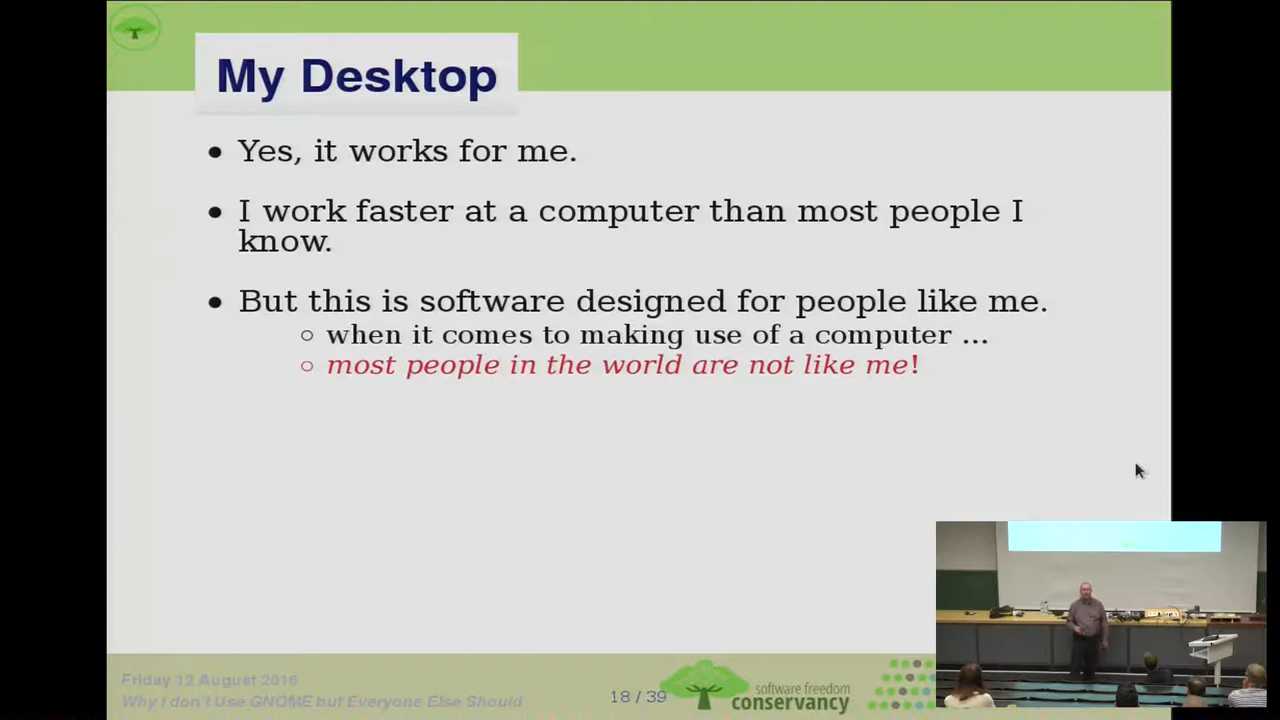 My Desktop
• Yes, it works for me.
• I work faster at a computer than most people I
know.
• But this is software designed for people like me.
○ when it comes to making use of a computer ...
○ most people in the world are not like me!
Friday 12 August 2016
Why I don't Use GNOME but Everyone Else Should
18 / 39
software freedom
conservancy